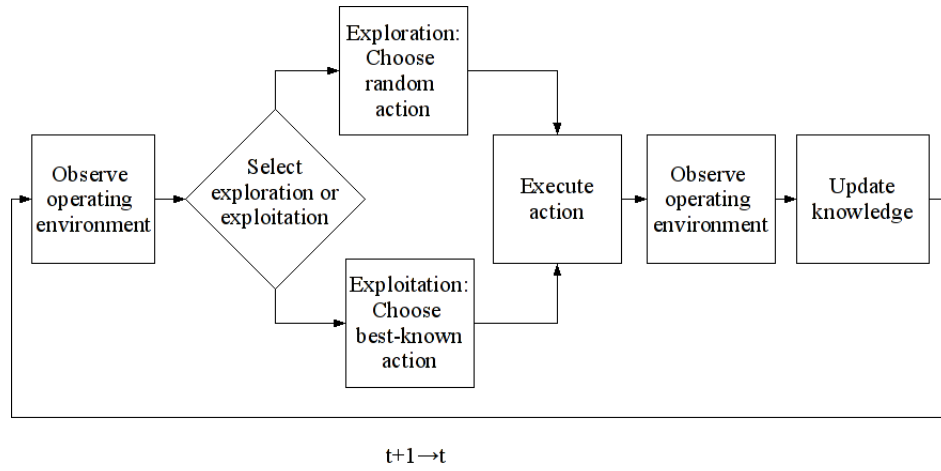 Observe
operating
environment
Select
exploration or
exploitation
Exploration:
Choose
random
action
Exploitation:
Choose
best-known
action
Execute
action
Observe
operating
environment
Update
knowledge
t+1→t